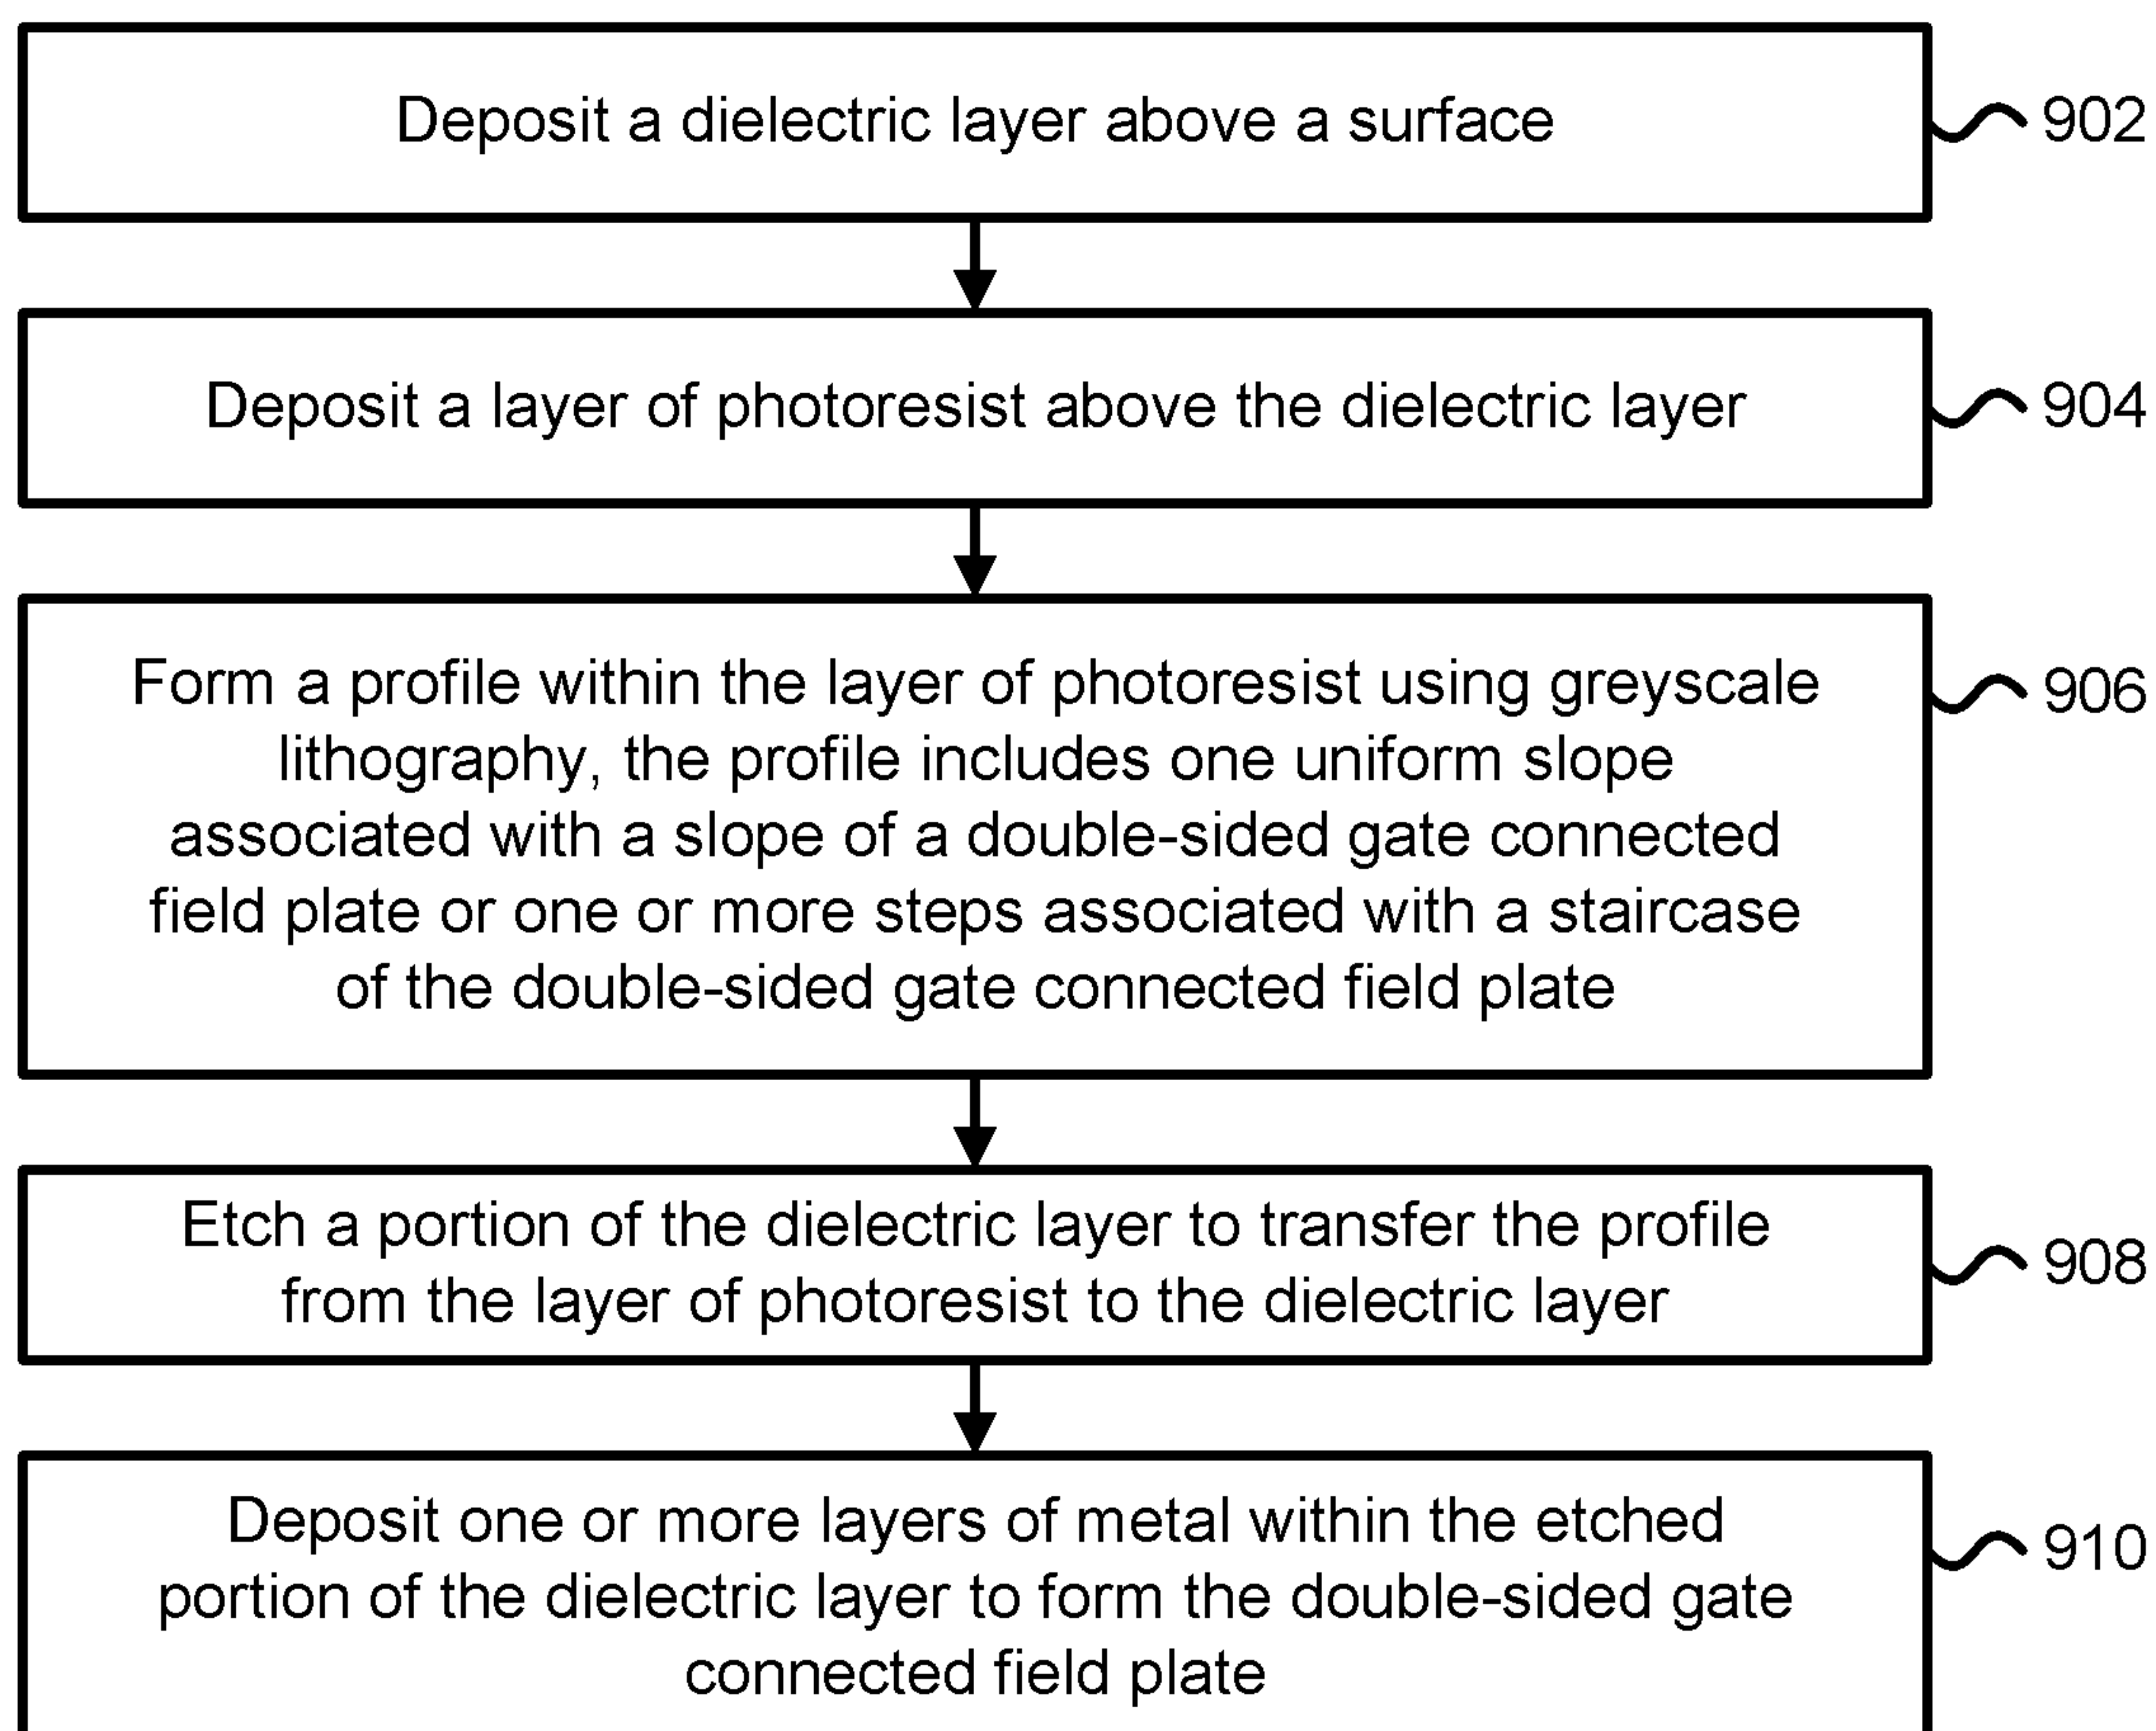 Deposit a dielectric layer above a surface
902
Deposit a layer of photoresist above the dielectric layer
904
Form a profile within the layer of photoresist using greyscale
lithography, the profile includes one uniform slope
associated with a slope of a double-sided gate connected
field plate or one or more steps associated with a staircase
of the double-sided gate connected field plate
906
Etch a portion of the dielectric layer to transfer the profile
from the layer of photoresist to the dielectric layer
908
Deposit one or more layers of metal within the etched
portion of the dielectric layer to form the double-sided gate
connected field plate
910